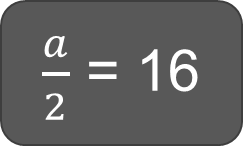 a/2 = 16